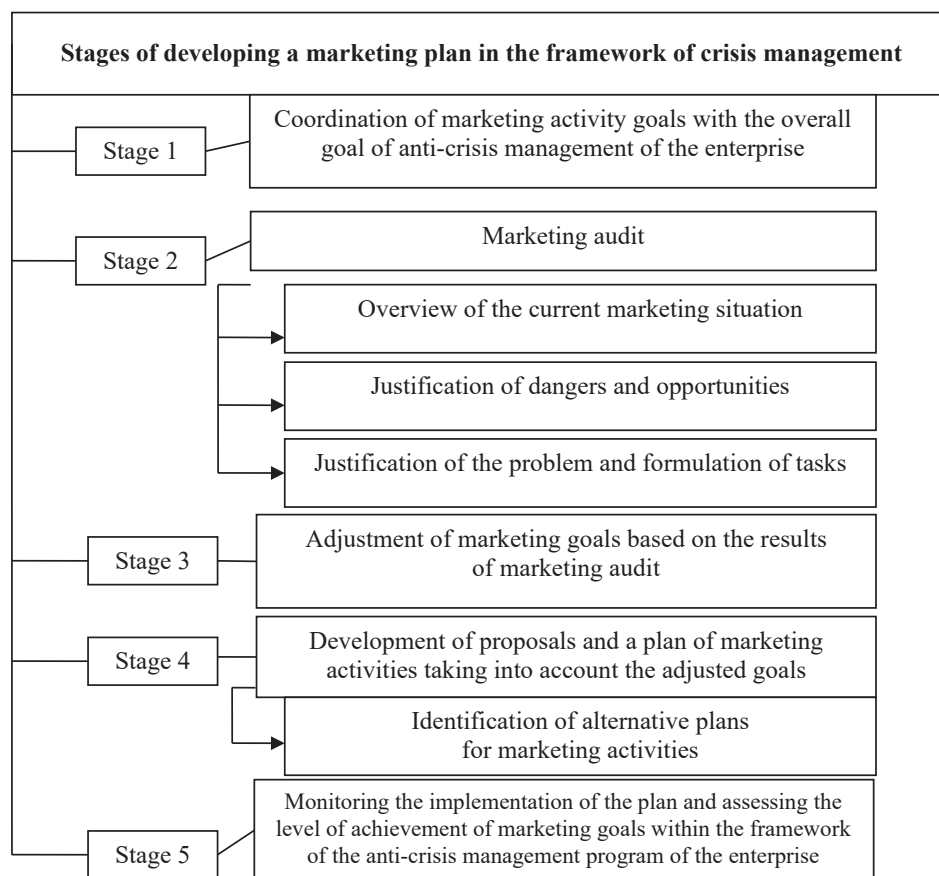 Stages of developing a marketing plan in the framework of crisis management
Stage 1
Coordination of marketing activity goals with the overall
goal of anti-crisis management of the enterprise
Stage 2
Marketing audit
Overview of the current marketing situation
Justification of dangers and opportunities
Justification of the problem and formulation of tasks
Stage 3
Adjustment of marketing goals based on the results
of marketing audit
Stage 4
Development of proposals and a plan of marketing
activities taking into account the adjusted goals
Identification of alternative plans
for marketing activities
Stage 5
Monitoring the implementation of the plan and assessing the
level of achievement of marketing goals within the framework
of the anti-crisis management program of the enterprise